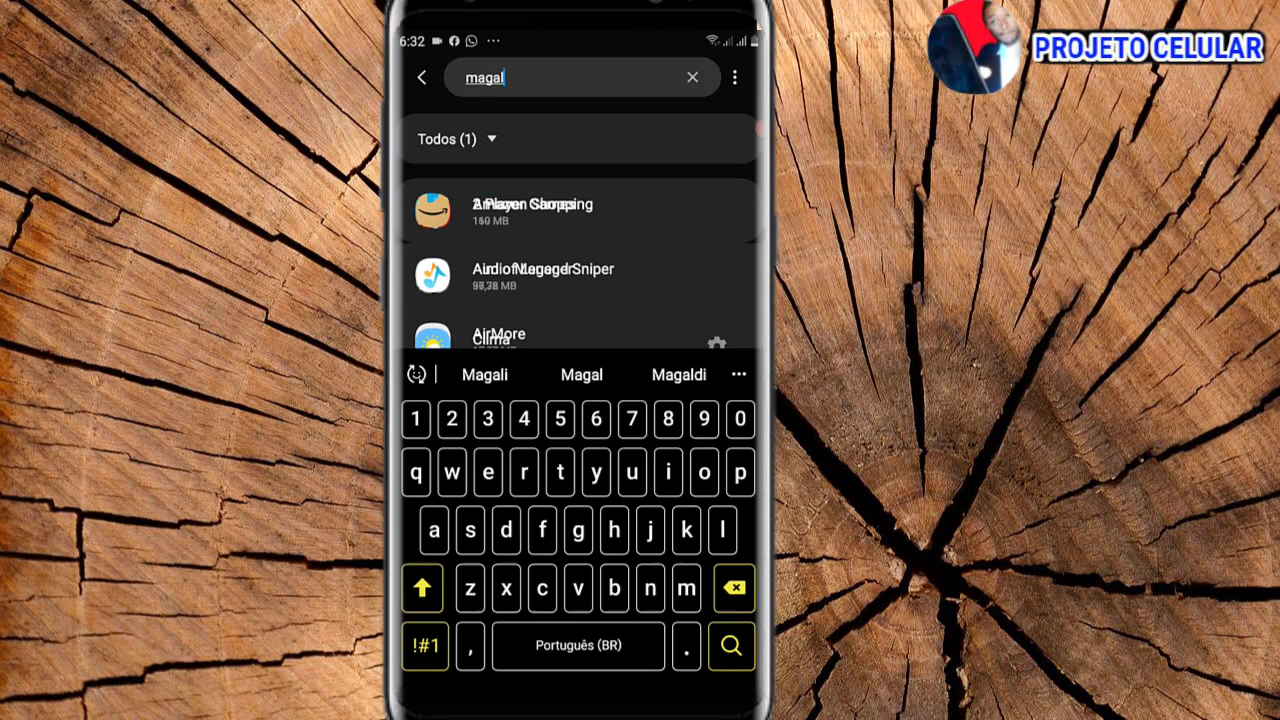 PROJETO CELULAR
6:32
magal
Todos (1)
AirMore
Clima
Magali Magal Magaldi
1 2 3 4 5 6 7 8 9 0
q w e r t y u i o p
a s d f g h j k l
z x c v b n m
!#1 , Português (BR) .